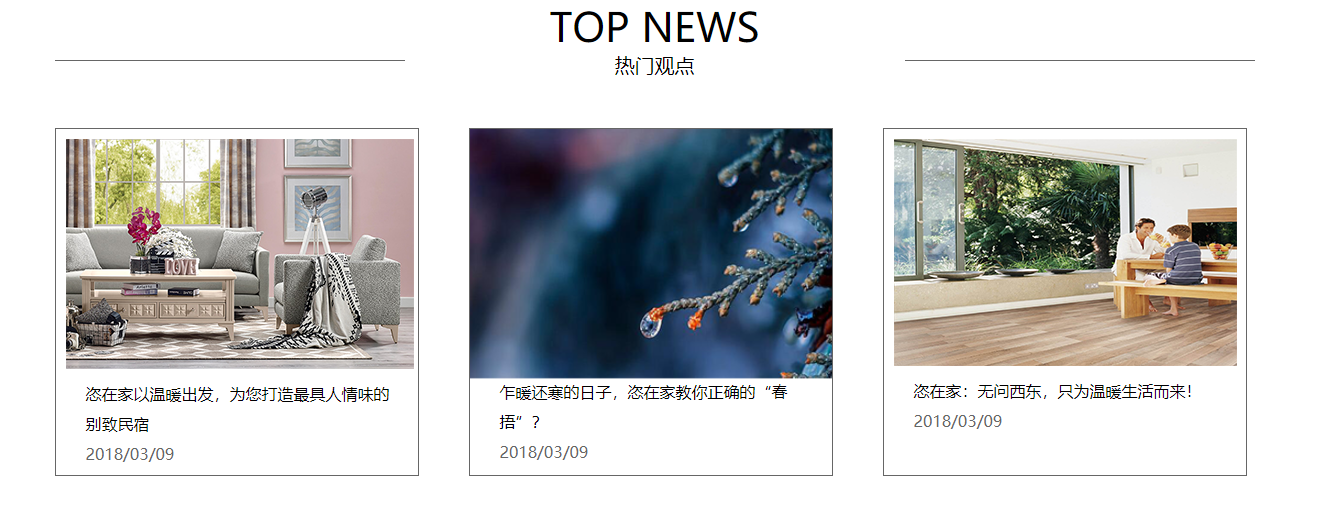 TOP NEWS
热门观点
LOVE
恣在家以温暖出发，为您打造最具人情味的
别致民宿
2018/03/09
乍暖还寒的日子，恣在家教你正确的“春
捂”？
2018/03/09
恣在家：无问西东，只为温暖生活而来！
2018/03/09